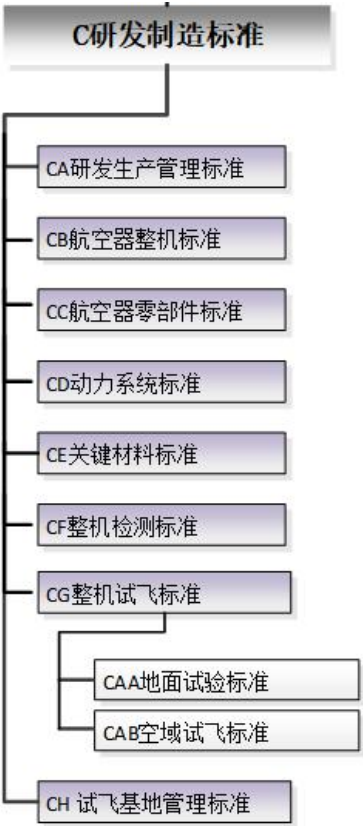 C研发制造标准
CA研发生产管理标准
CB航空器整机标准
CC航空器零部件标准
CD动力系统标准
CE关键材料标准
CF整机检测标准
CG整机试飞标准
CAA地面试验标准
CAB空域试飞标准
CH 试飞基地管理标准